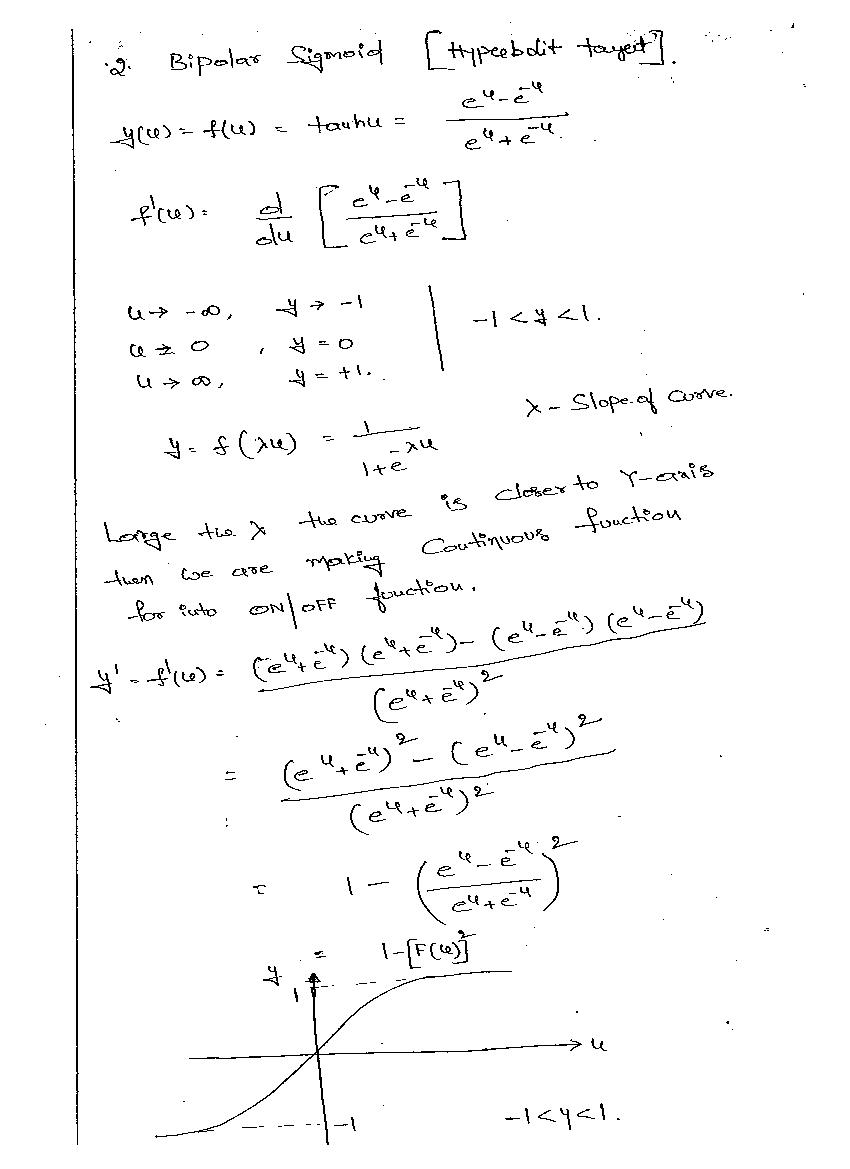 2. Bipolar Sigmoid [Hyperbolit tangent].
y(u) = f(u) = tanhu = (e^u - e^-u) / (e^u + e^-u).
f'(u) = d/du [(e^u - e^-u) / (e^u + e^-u)]
u → -∞, y → -1 | -1 < y < 1.
u = 0, y = 0
u → ∞, y = +1.
λ - Slope of curve.
y = f(λu) = 1 / (1 + e^-λu)
Large the λ the curve is closer to Y-axis
then we are making Continuous function
for into ON/OFF function.
y' = f'(u) = ((e^u + e^-u) (e^u + e^-u) - (e^u - e^-u) (e^u - e^-u)) / (e^u + e^-u)^2
= ((e^u + e^-u)^2 - (e^u - e^-u)^2) / (e^u + e^-u)^2
= 1 - ((e^u - e^-u) / (e^u + e^-u))^2
= 1 - [F(u)]^2
y
1
u
-1
-1 < y < 1.